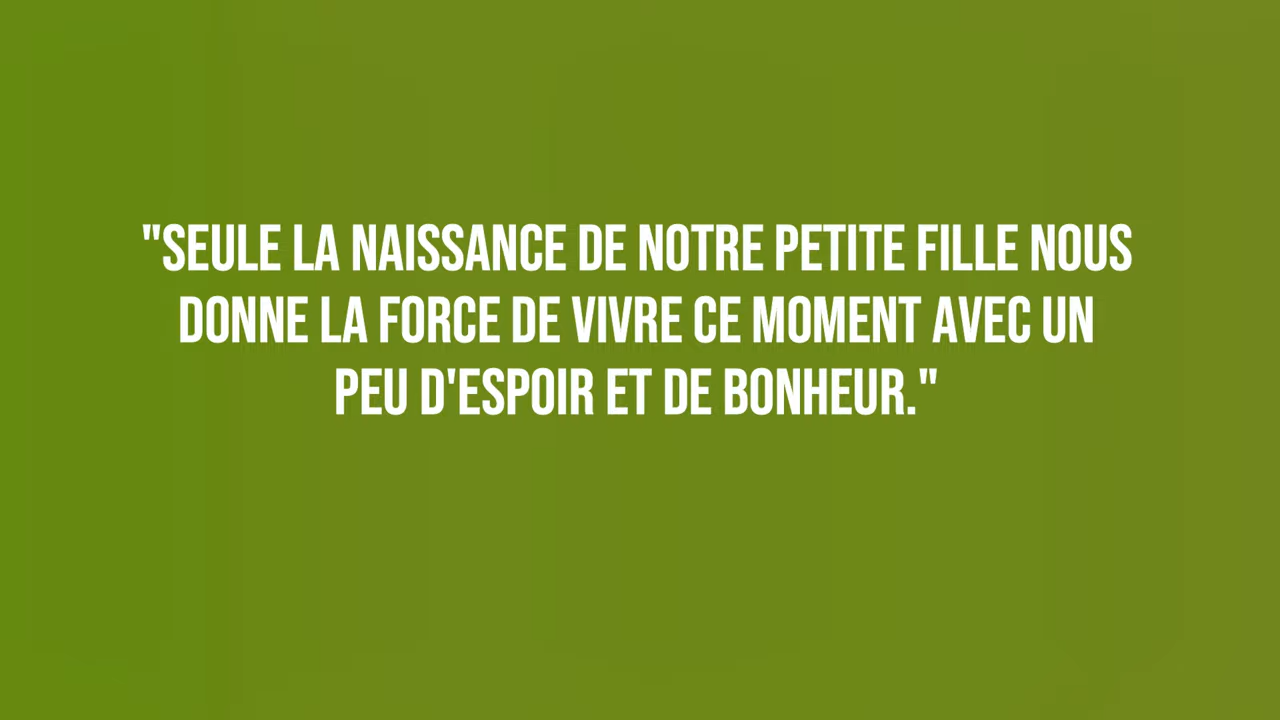 "SEULE LA NAISSANCE DE NOTRE PETITE FILLE NOUS
DONNE LA FORCE DE VIVRE CE MOMENT AVEC UN
PEU D'ESPOIR ET DE BONHEUR."